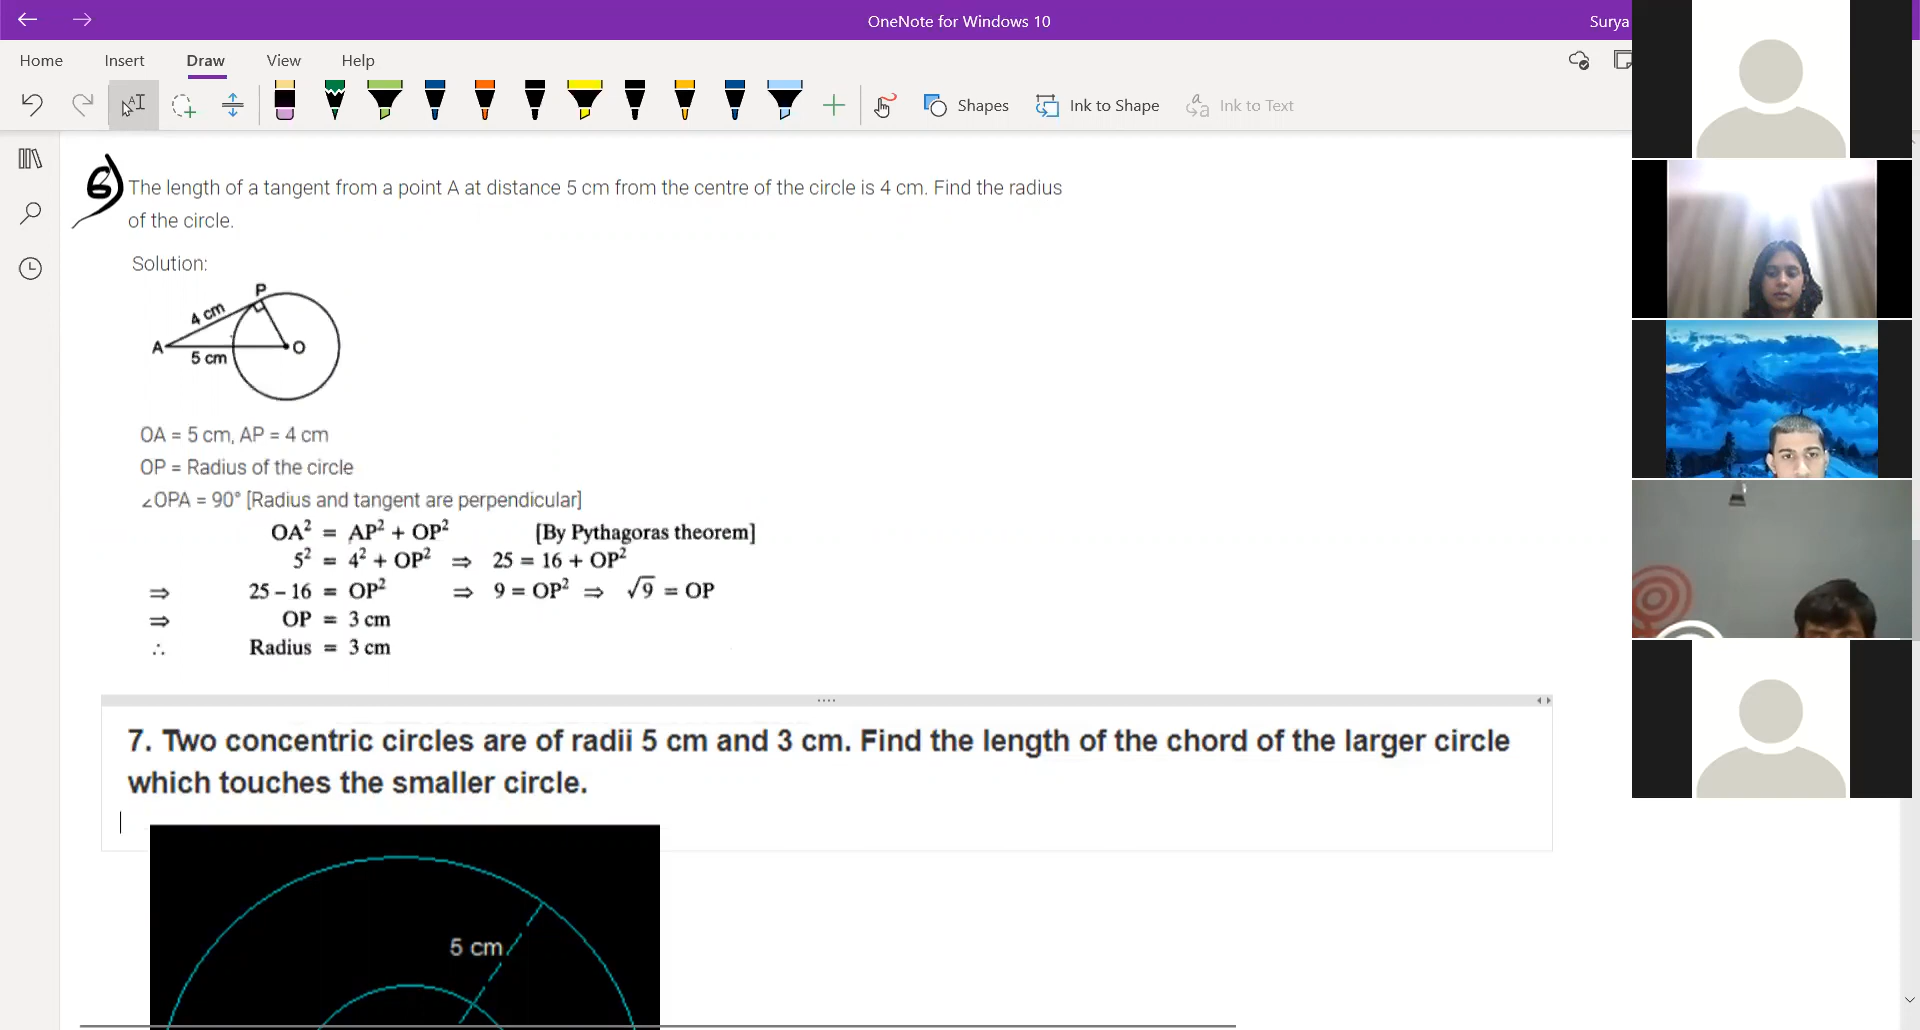 OneNote for Windows 10
Surya
Home Insert Draw View Help
Shapes Ink to Shape Ink to Text
6) The length of a tangent from a point A at distance 5 cm from the centre of the circle is 4 cm. Find the radius
of the circle.
Solution:
P
4 cm
A
O
5 cm
OA = 5 cm, AP = 4 cm
OP = Radius of the circle
∠OPA = 90° [Radius and tangent are perpendicular]
OA² = AP² + OP² [By Pythagoras theorem]
5² = 4² + OP² ⇒ 25 = 16 + OP²
⇒ 25 – 16 = OP² ⇒ 9 = OP² ⇒ √9 = OP
⇒ OP = 3 cm
∴ Radius = 3 cm
7. Two concentric circles are of radii 5 cm and 3 cm. Find the length of the chord of the larger circle
which touches the smaller circle.
5 cm